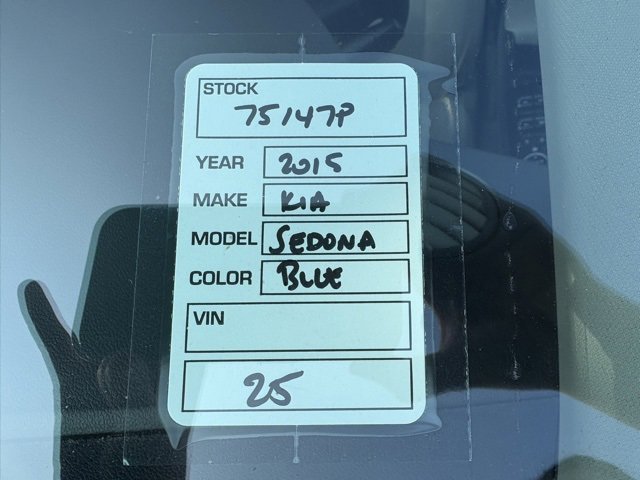 STOCK
75147P
YEAR 2015
MAKE KIA
MODEL SEDONA
COLOR BLUE
VIN
25